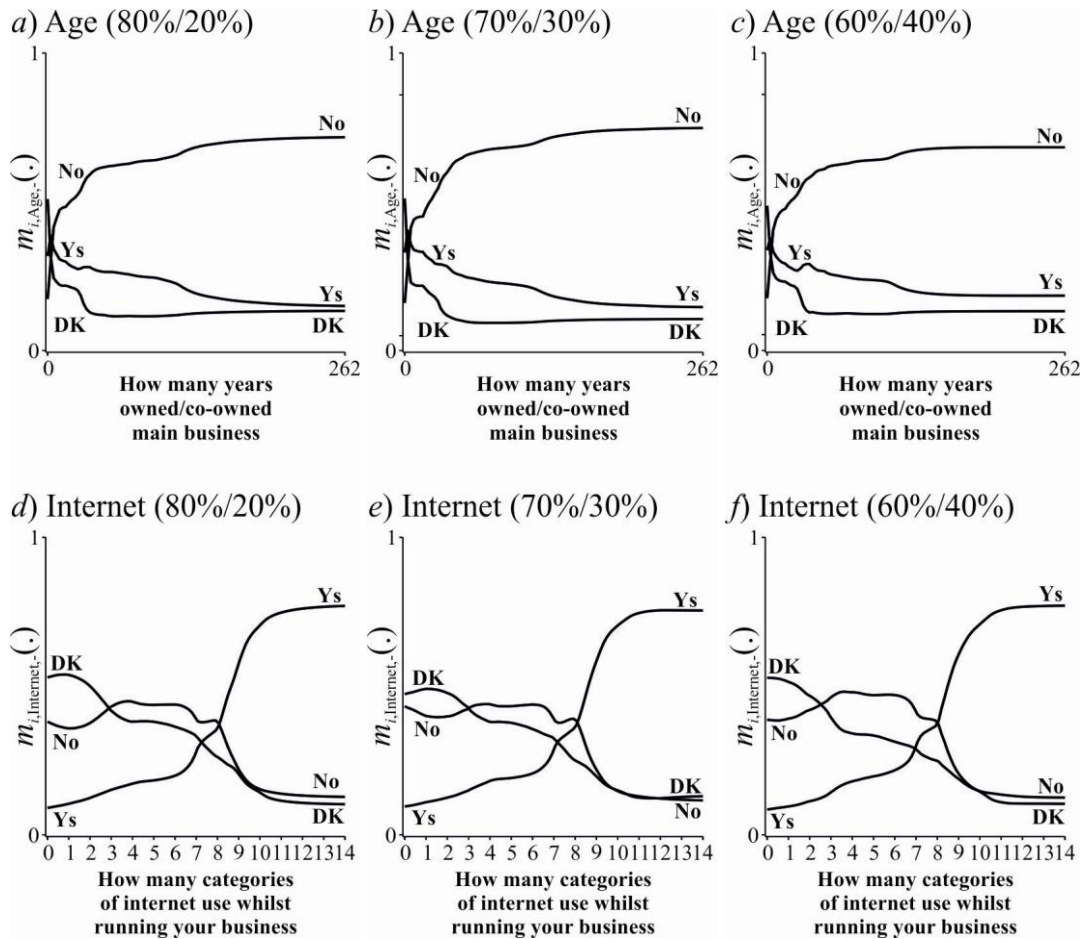 a) Age (80%/20%)
1
m i,Age,- (.)
No
No
Ys
Ys
DK
DK
0
0
262
How many years
owned/co-owned
main business
b) Age (70%/30%)
1
m i,Age,- (.)
No
No
Ys
Ys
DK
DK
0
0
262
How many years
owned/co-owned
main business
c) Age (60%/40%)
1
m i,Age,- (.)
No
No
Ys
Ys
DK
DK
0
0
262
How many years
owned/co-owned
main business
d) Internet (80%/20%)
1
m i,Internet,- (.)
Ys
DK
No
No
Ys
DK
0
0 1 2 3 4 5 6 7 8 9 10 11 12 13 14
How many categories
of internet use whilst
running your business
e) Internet (70%/30%)
1
m i,Internet,- (.)
Ys
DK
No
DK
Ys
No
0
0 1 2 3 4 5 6 7 8 9 10 11 12 13 14
How many categories
of internet use whilst
running your business
f) Internet (60%/40%)
1
m i,Internet,- (.)
Ys
DK
No
No
Ys
DK
0
0 1 2 3 4 5 6 7 8 9 10 11 12 13 14
How many categories
of internet use whilst
running your business